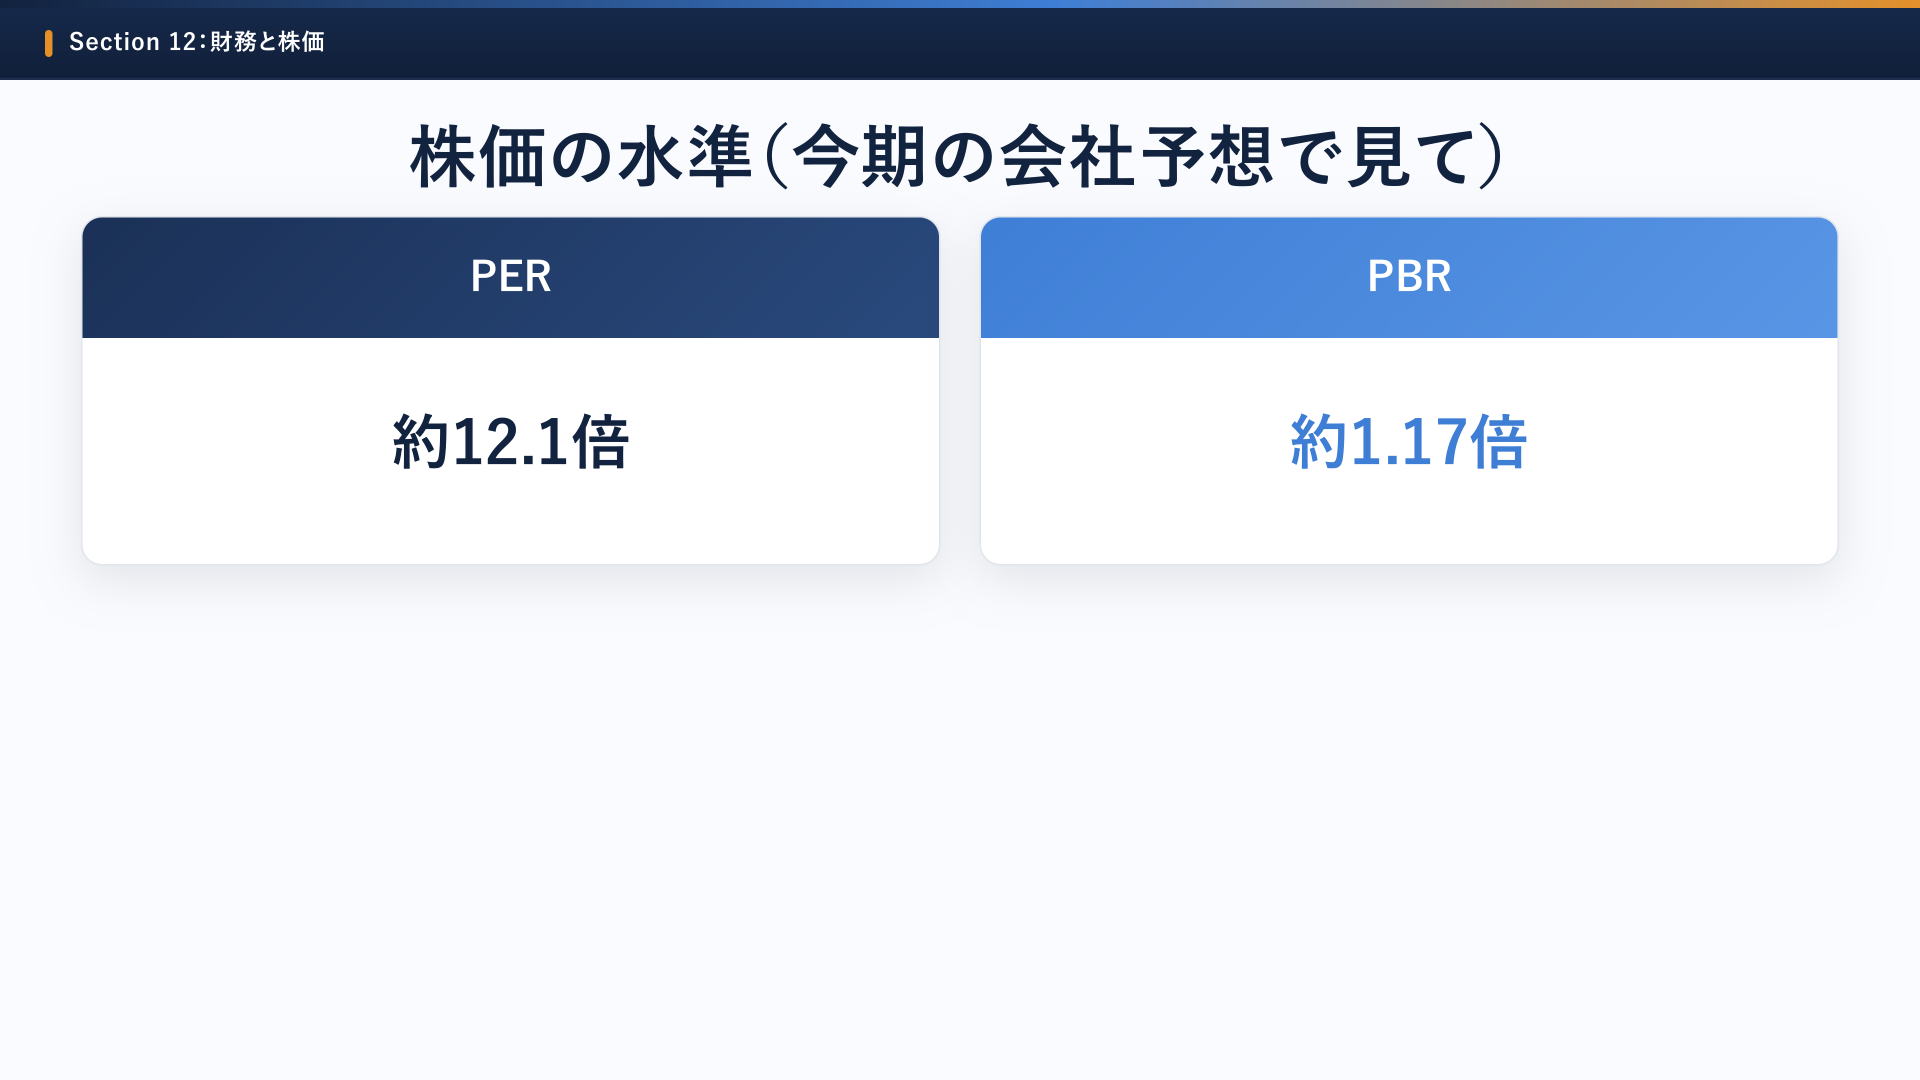 Section 12：財務と株価
株価の水準（今期の会社予想で見て）
PER
約12.1倍
PBR
約1.17倍